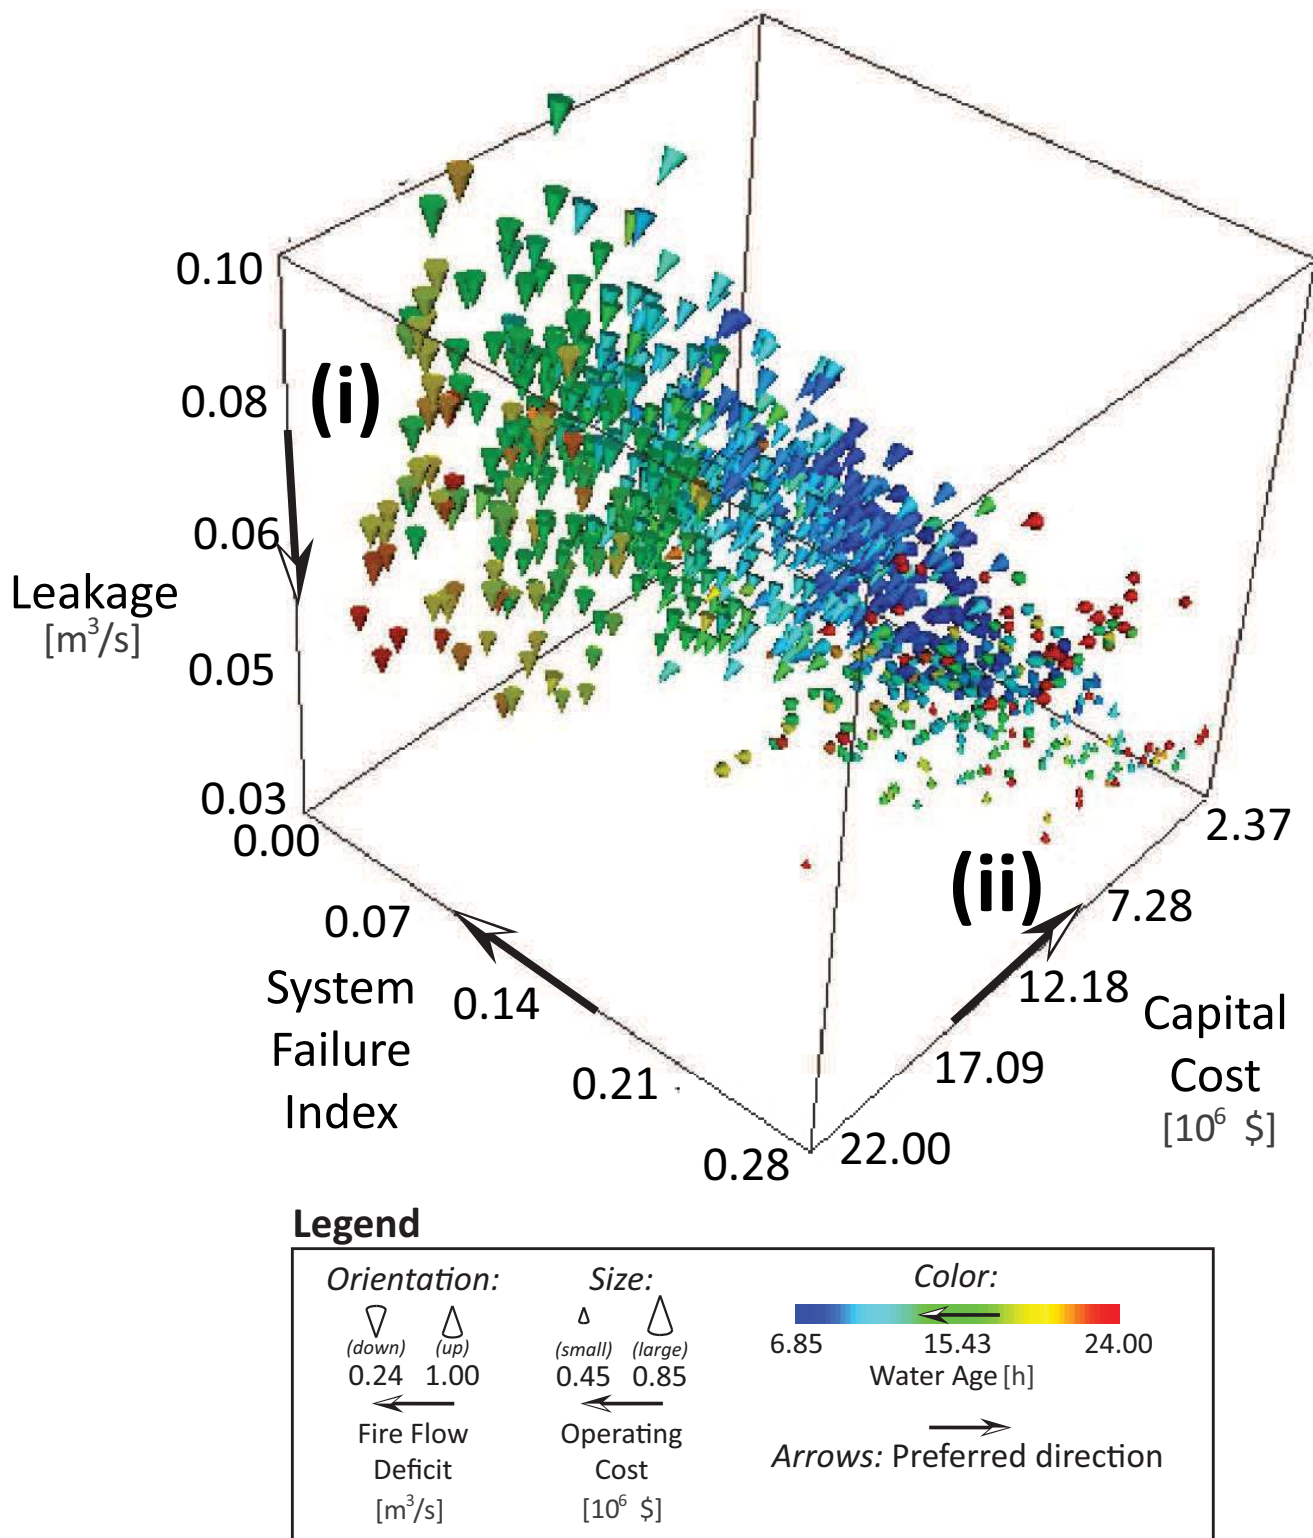 0.10
(i)
0.08
0.06
Leakage
[m³/s]
0.05
0.03
0.00
2.37
(ii)
0.07
7.28
System
Failure
Index
0.14
12.18
Capital
Cost
[10⁶ $]
0.21
17.09
0.28
22.00
Legend
Orientation: Size: Color:
(down) (up) (small) (large)
0.24 1.00 0.45 0.85
6.85 15.43 24.00
Water Age [h]
Fire Flow
Deficit
[m³/s]
Operating
Cost
[10⁶ $]
Arrows: Preferred direction